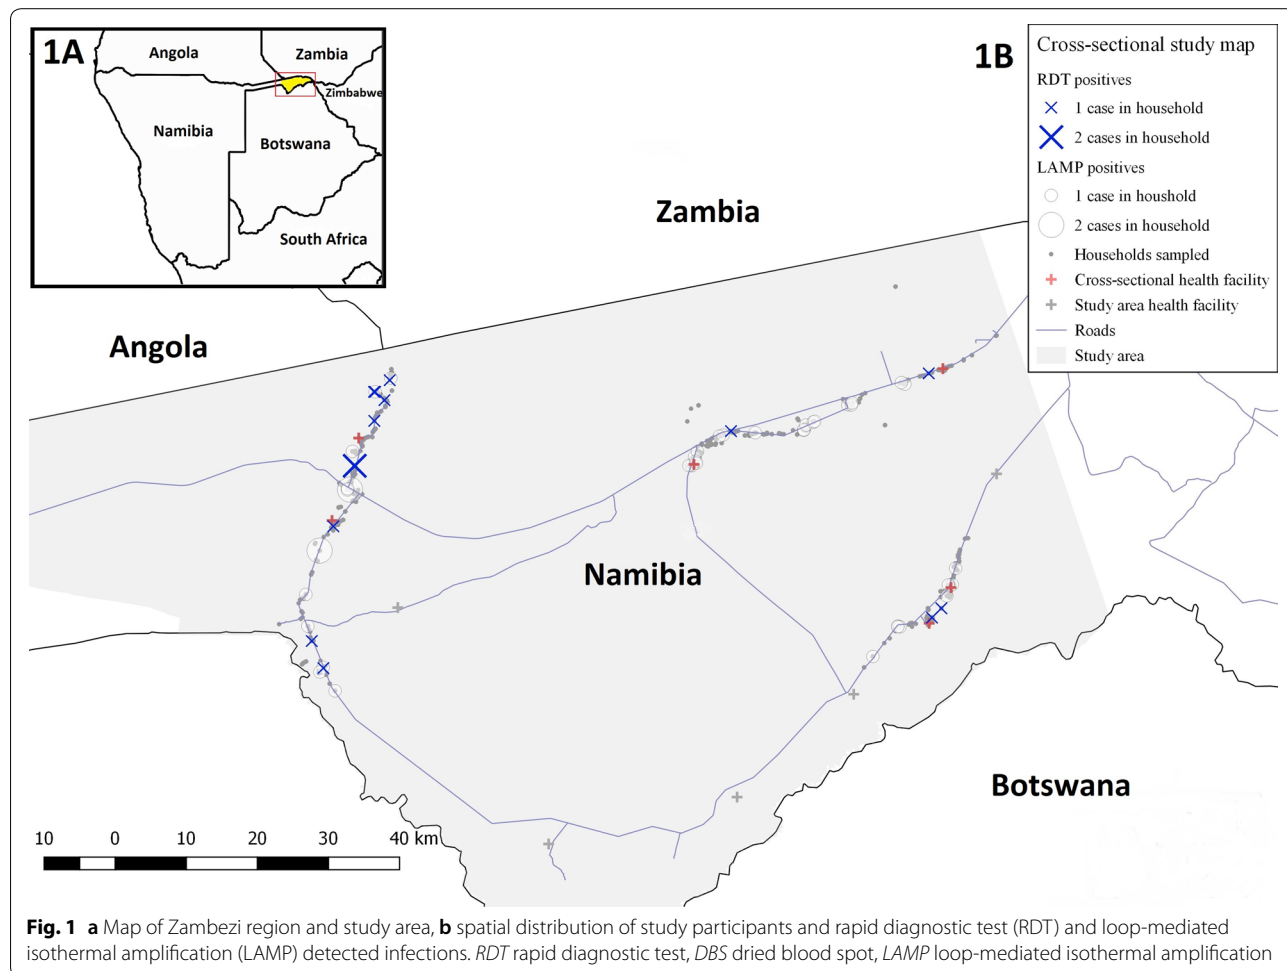 1A
Angola
Zambia
Zimbabwe
Namibia
Botswana
South Africa
1B
Cross-sectional study map
RDT positives
1 case in household
2 cases in household
LAMP positives
1 case in houshold
2 cases in household
Households sampled
Cross-sectional health facility
Study area health facility
Roads
Study area
Zambia
Angola
Namibia
Botswana
10 0 10 20 30 40 km
Fig. 1 a Map of Zambezi region and study area, b spatial distribution of study participants and rapid diagnostic test (RDT) and loop-mediated
isothermal amplification (LAMP) detected infections. RDT rapid diagnostic test, DBS dried blood spot, LAMP loop-mediated isothermal amplification